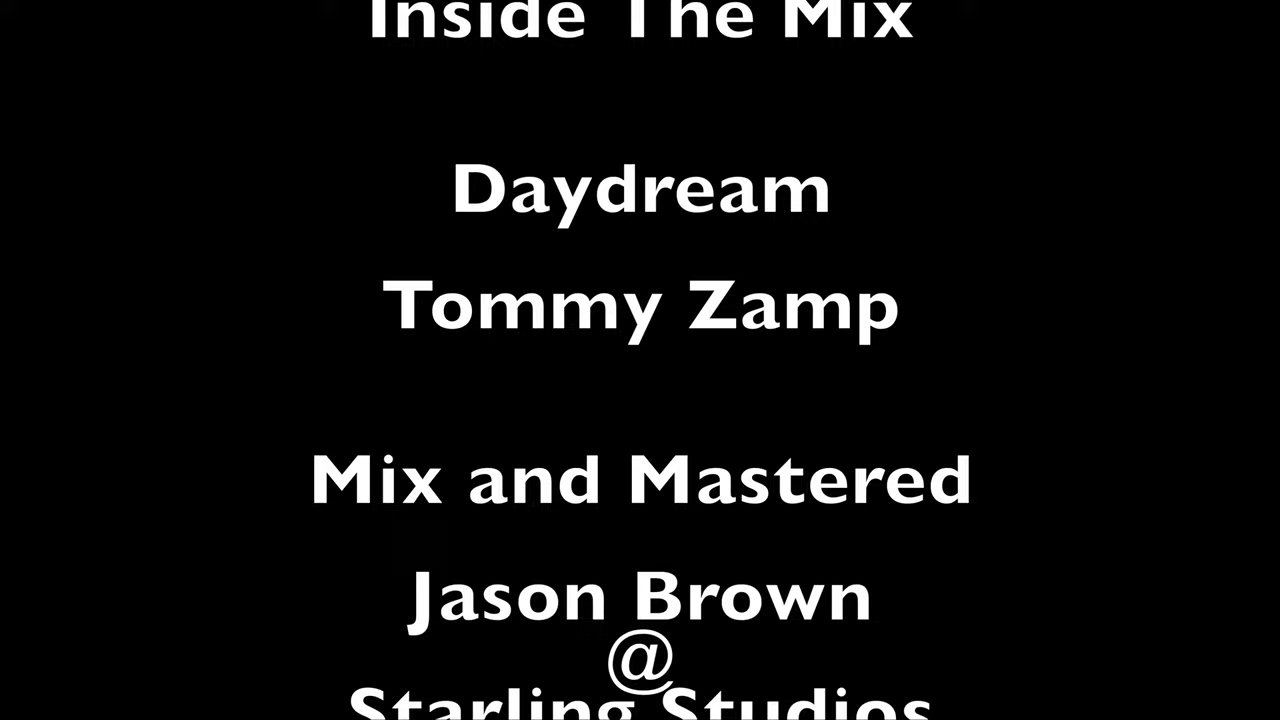 Inside The Mix
Daydream
Tommy Zamp
Mix and Mastered
Jason Brown
@
Starling Studios